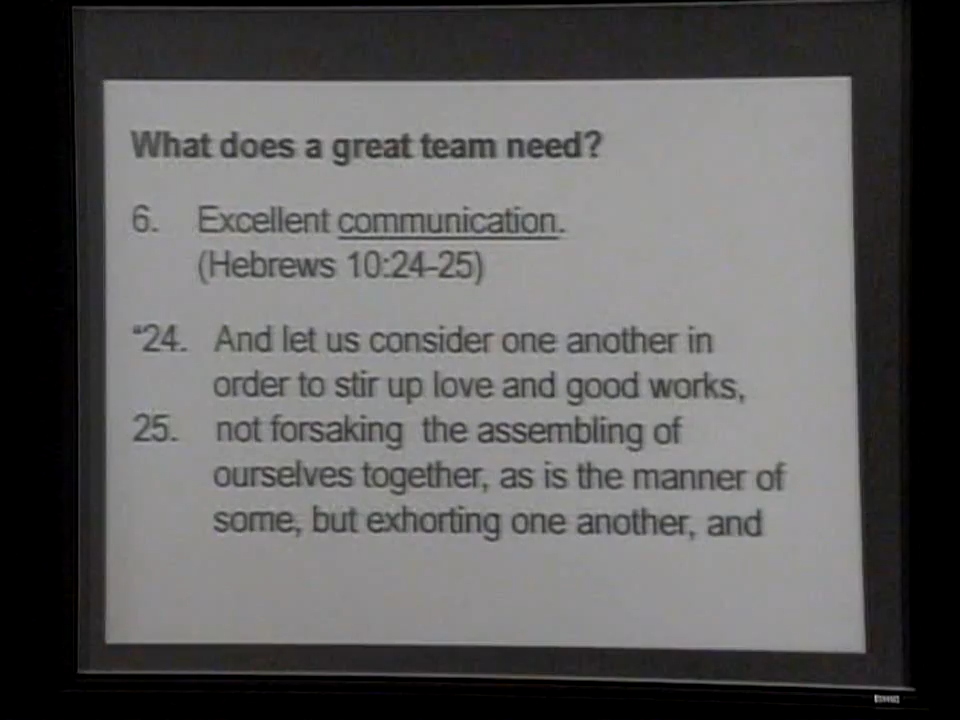 What does a great team need?
6. Excellent communication.
(Hebrews 10:24-25)
“24. And let us consider one another in
order to stir up love and good works,
25. not forsaking the assembling of
ourselves together, as is the manner of
some, but exhorting one another, and